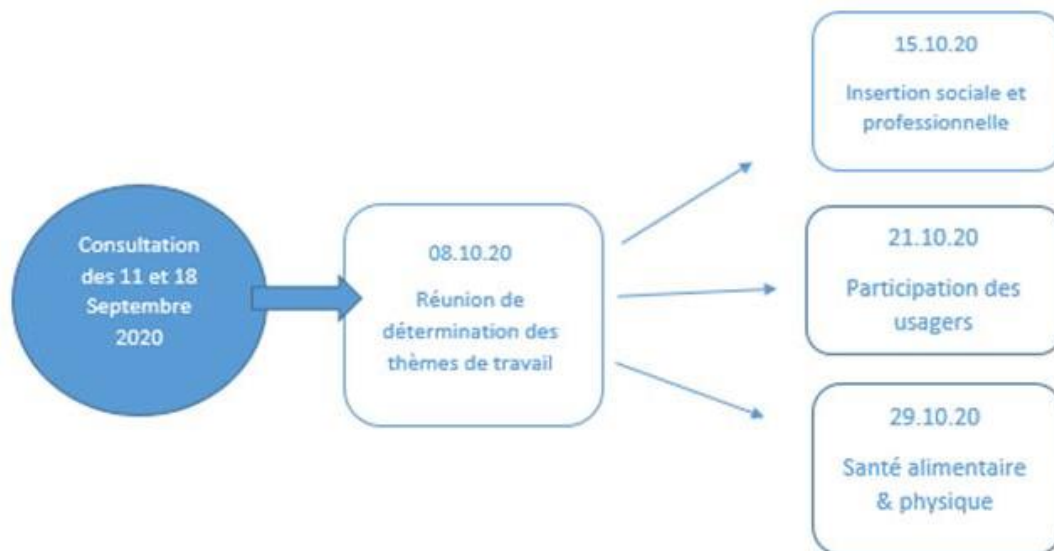 Consultation
des 11 et 18
Septembre
2020
08.10.20
Réunion de
détermination des
thèmes de travail
15.10.20
Insertion sociale et
professionnelle
21.10.20
Participation des
usagers
29.10.20
Santé alimentaire
& physique